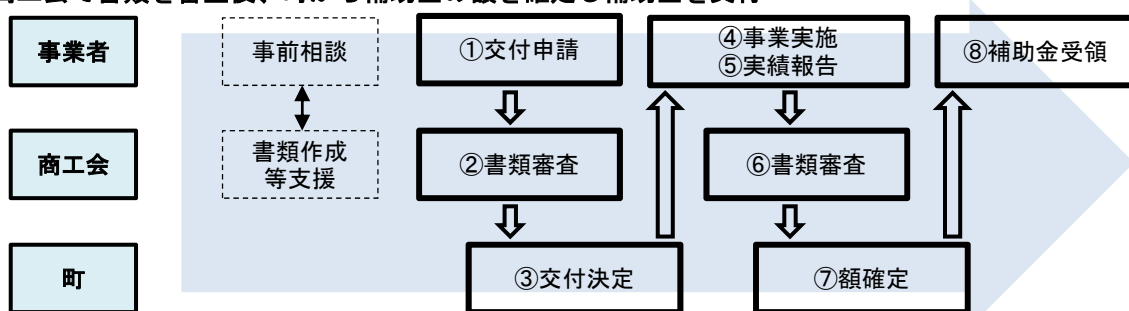 事業者
事前相談
①交付申請
④事業実施
⑤実績報告
⑧補助金受領
商工会
書類作成
等支援
②書類審査
⑥書類審査
町
③交付決定
⑦額確定